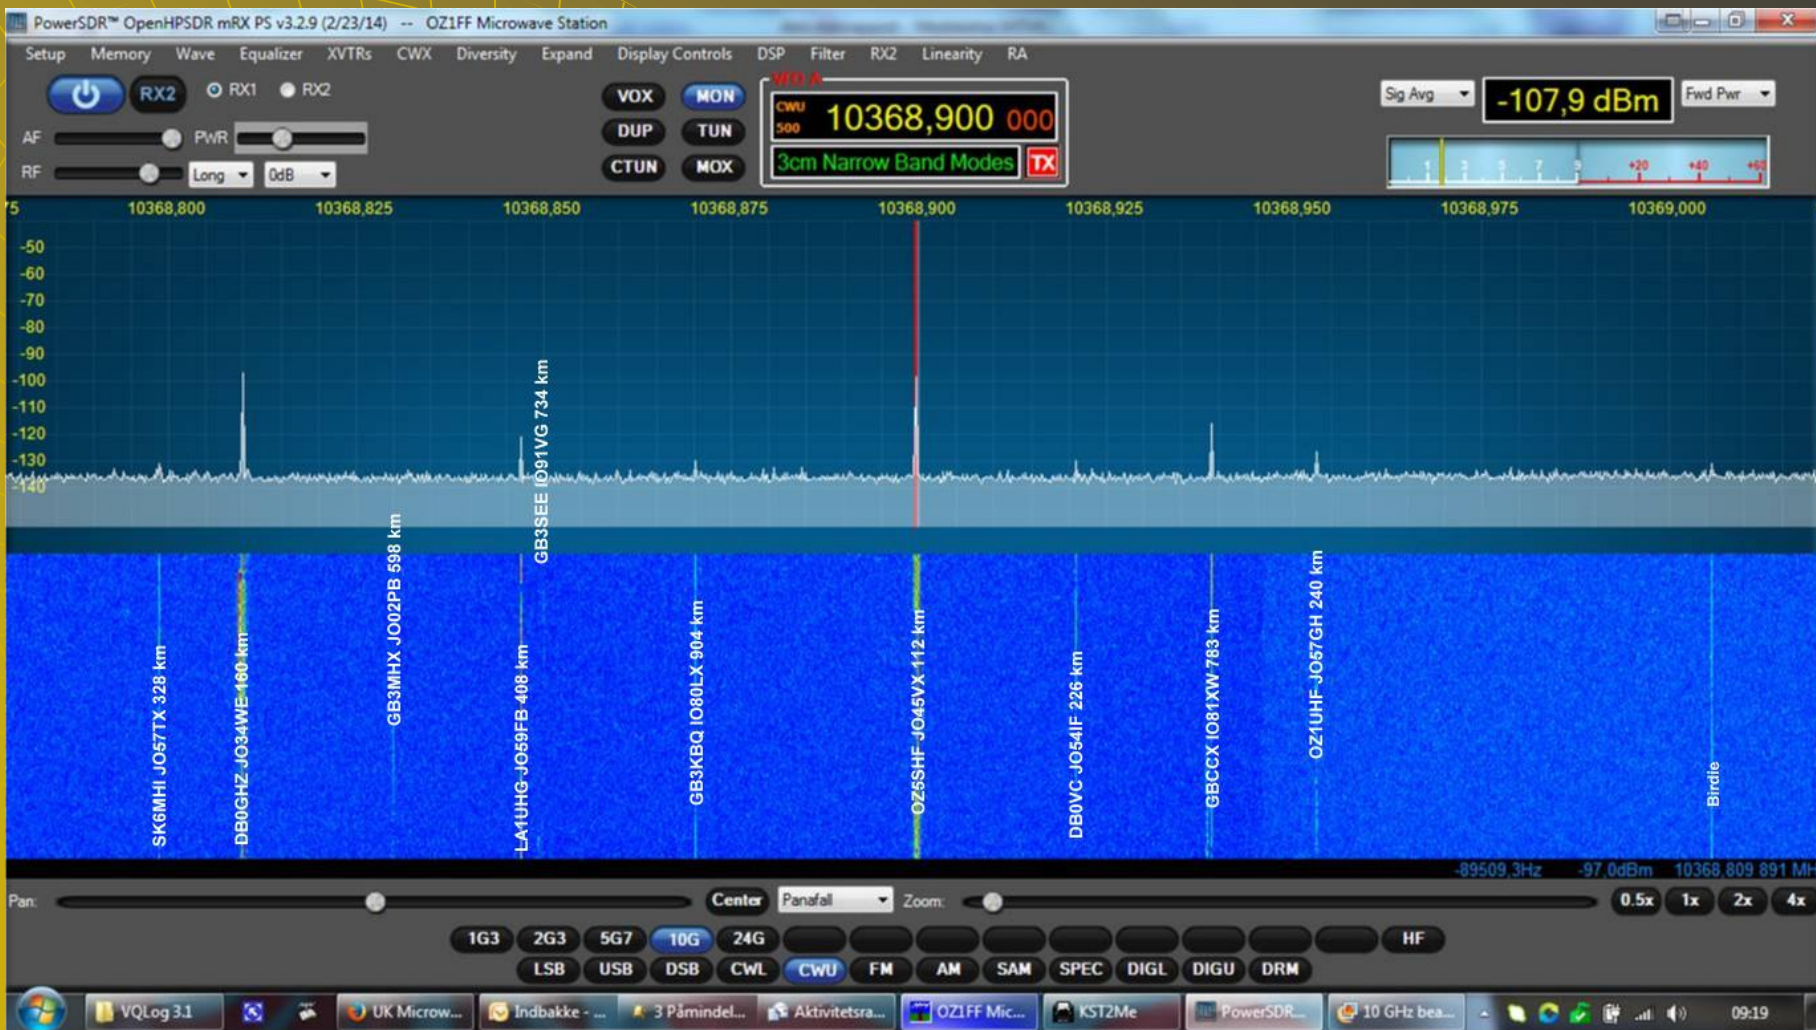 PowerSDR™ OpenHPSDR mRX PS v3.2.9 (2/23/14) -- OZ1FF Microwave Station
Setup Memory Wave Equalizer XVTRs CWX Diversity Expand Display Controls DSP Filter RX2 Linearity RA
RX2 RX1 RX2
AF PWR
RF Long 0dB
VOX MON
DUP TUN
CTUN MOX
VFO A
CWU
500
10368,900 000
3cm Narrow Band Modes TX
Sig Avg -107,9 dBm Fwd Pwr
1 3 5 7 9 +20 +40 +60
75 10368,800 10368,825 10368,850 10368,875 10368,900 10368,925 10368,950 10368,975 10369,000
-50
-60
-70
-80
-90
-100
-110
-120
-130
-140
SK6MHI JO57TX 328 km
DB0GHZ JO34WE 160 km
GB3MHX JO02PB 598 km
LA1UHG JO59FB 408 km
GB3SEE IO91VG 734 km
GB3KBQ IO80LX 904 km
OZ5SHF JO45VX 112 km
DB0VC JO54IF 226 km
GBCCX IO81XW 783 km
OZ1UHF JO57GH 240 km
Birdie
-89509,3Hz -97,0dBm 10368,809 891 MH
Pan: Center Panafall Zoom: 0.5x 1x 2x 4x
1G3 2G3 5G7 10G 24G HF
LSB USB DSB CWL CWU FM AM SAM SPEC DIGL DIGU DRM
VQLog 3.1 UK Microw... Indbakke - ... 3 Påmindel... Aktivitetsra... OZ1FF Mic... KST2Me PowerSDR... 10 GHz bea... 09:19